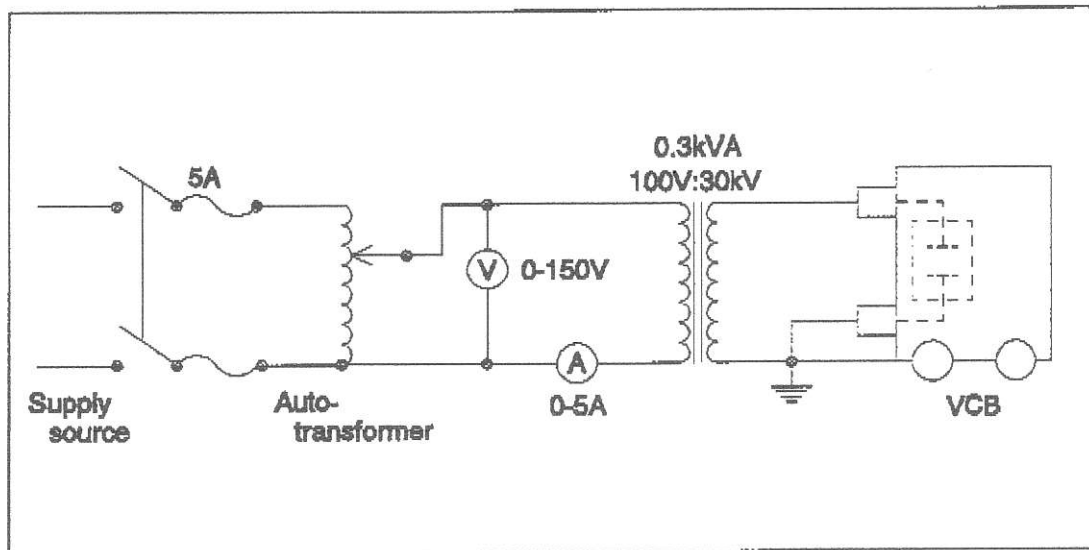 5A
0.3kVA
100V:30kV
V
0-150V
A
0-5A
Supply
source
Auto-
transformer
VCB